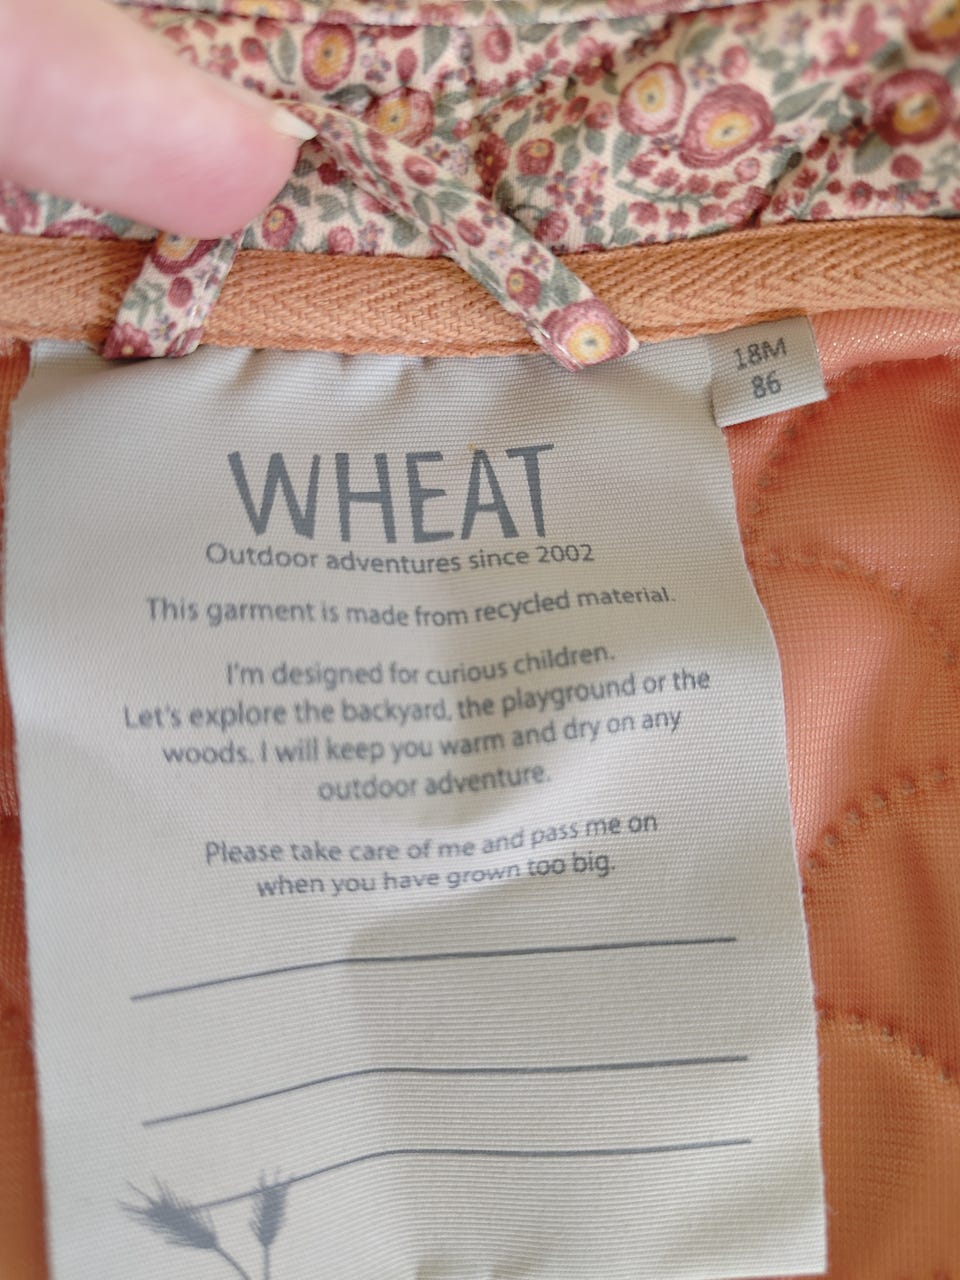 18M
86
WHEAT
Outdoor adventures since 2002
This garment is made from recycled material.
I'm designed for curious children.
Let's explore the backyard, the playground or the
woods. I will keep you warm and dry on any
outdoor adventure.
Please take care of me and pass me on
when you have grown too big.